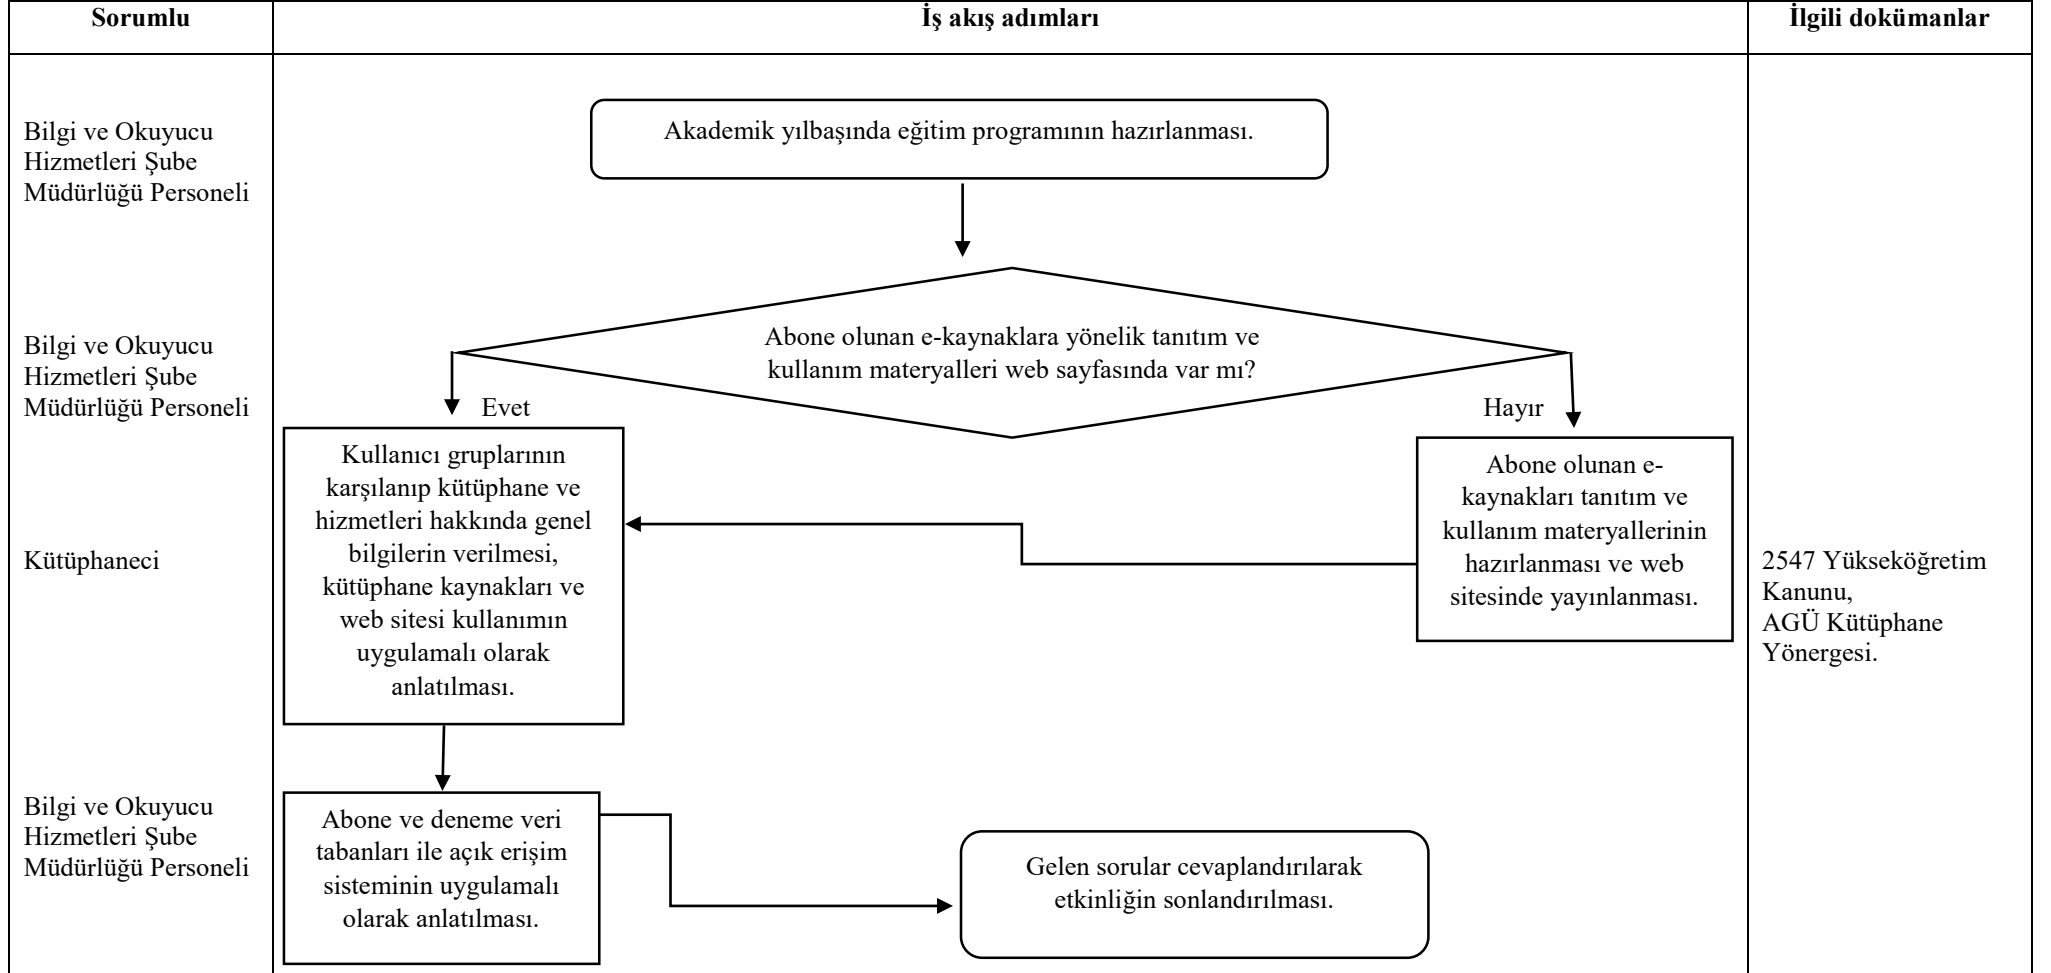 Sorumlu
İş akış adımları
İlgili dokümanlar
Bilgi ve Okuyucu
Hizmetleri Şube
Müdürlüğü Personeli
Akademik yılbaşında eğitim programının hazırlanması.
Bilgi ve Okuyucu
Hizmetleri Şube
Müdürlüğü Personeli
Abone olunan e-kaynaklara yönelik tanıtım ve
kullanım materyalleri web sayfasında var mı?
Evet
Hayır
Kütüphaneci
Kullanıcı gruplarının
karşılanıp kütüphane ve
hizmetleri hakkında genel
bilgilerin verilmesi,
kütüphane kaynakları ve
web sitesi kullanımın
uygulamalı olarak
anlatılması.
Abone olunan e-
kaynakları tanıtım ve
kullanım materyallerinin
hazırlanması ve web
sitesinde yayınlanması.
2547 Yükseköğretim
Kanunu,
AGÜ Kütüphane
Yönergesi.
Bilgi ve Okuyucu
Hizmetleri Şube
Müdürlüğü Personeli
Abone ve deneme veri
tabanları ile açık erişim
sisteminin uygulamalı
olarak anlatılması.
Gelen sorular cevaplandırılarak
etkinliğin sonlandırılması.